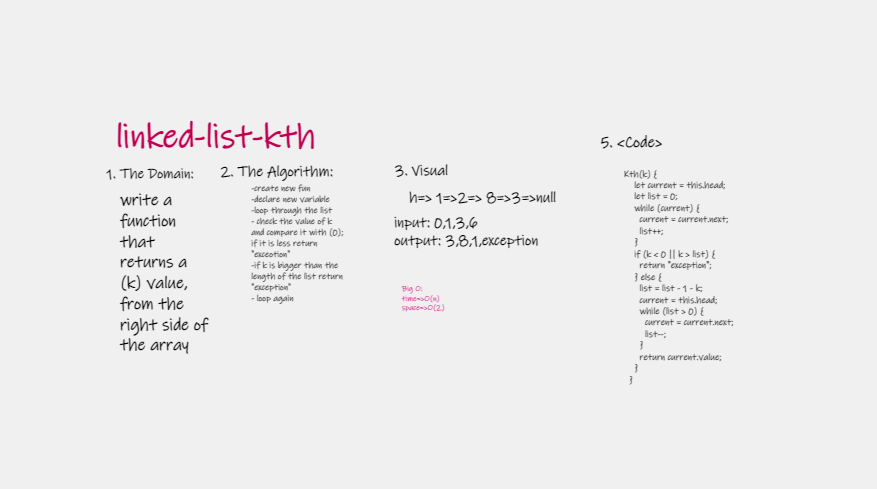 linked-list-kth
1. The Domain:
write a
function
that
returns a
(k) value,
from the
right side of
the array
2. The Algorithm:
-create new fun
-declare new variable
-loop through the list
- check the value of k
and compare it with (0);
if it is less return
"exceotion"
-if k is bigger than the
length of the list return
"exception"
- loop again
3. Visual
h=> 1=>2=> 8=>3=>null
input: 0,1,3,6
output: 3,8,1,exception
Big O:
time=>O(n)
space=>O(2)
5. <Code>
Kth(k) {
let current = this.head;
let list = 0;
while (current) {
current = current.next;
list++;
}
if (k < 0 || k > list) {
return "exception";
} else {
list = list - 1 - k;
current = this.head;
while (list > 0) {
current = current.next;
list--;
}
return current.value;
}
}